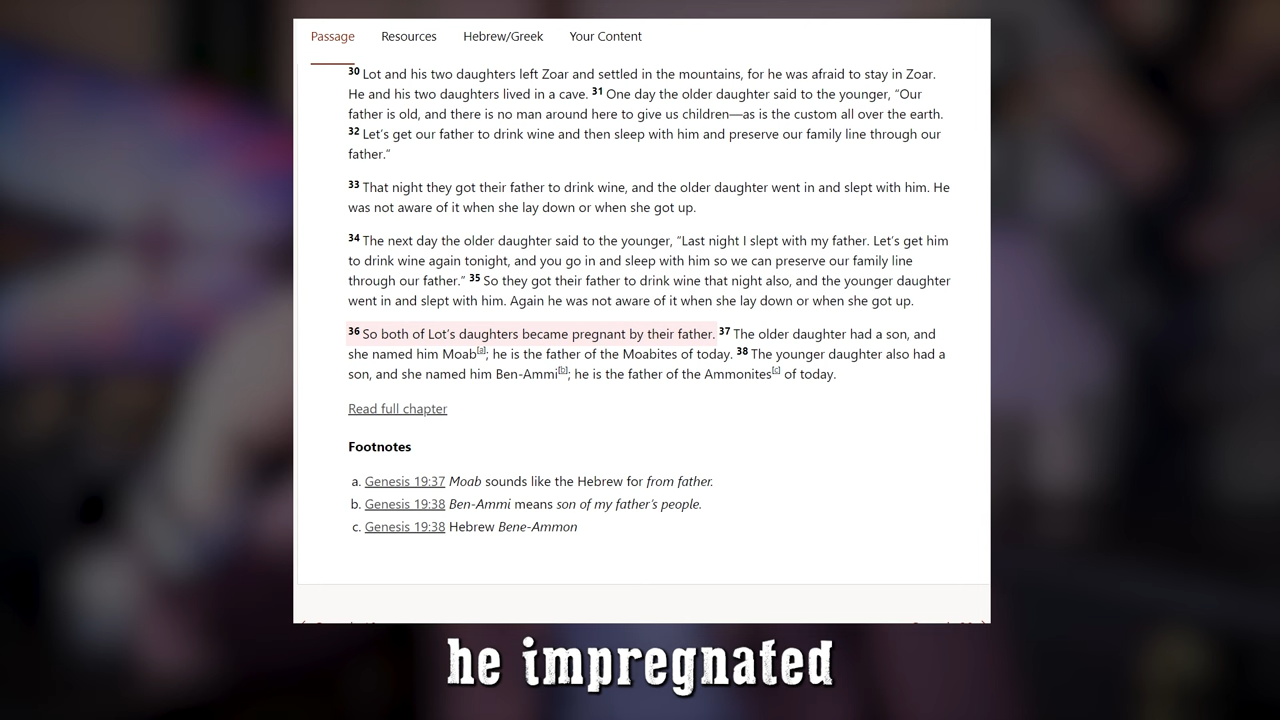 Passage Resources Hebrew/Greek Your Content
30 Lot and his two daughters left Zoar and settled in the mountains, for he was afraid to stay in Zoar.
He and his two daughters lived in a cave. 31 One day the older daughter said to the younger, “Our
father is old, and there is no man around here to give us children—as is the custom all over the earth.
32 Let’s get our father to drink wine and then sleep with him and preserve our family line through our
father.”
33 That night they got their father to drink wine, and the older daughter went in and slept with him. He
was not aware of it when she lay down or when she got up.
34 The next day the older daughter said to the younger, “Last night I slept with my father. Let’s get him
to drink wine again tonight, and you go in and sleep with him so we can preserve our family line
through our father.” 35 So they got their father to drink wine that night also, and the younger daughter
went in and slept with him. Again he was not aware of it when she lay down or when she got up.
36 So both of Lot’s daughters became pregnant by their father. 37 The older daughter had a son, and
she named him Moab[a]; he is the father of the Moabites of today. 38 The younger daughter also had a
son, and she named him Ben-Ammi[b]; he is the father of the Ammonites[c] of today.
Read full chapter
Footnotes
a. Genesis 19:37 Moab sounds like the Hebrew for from father.
b. Genesis 19:38 Ben-Ammi means son of my father’s people.
c. Genesis 19:38 Hebrew Bene-Ammon
he impregnated